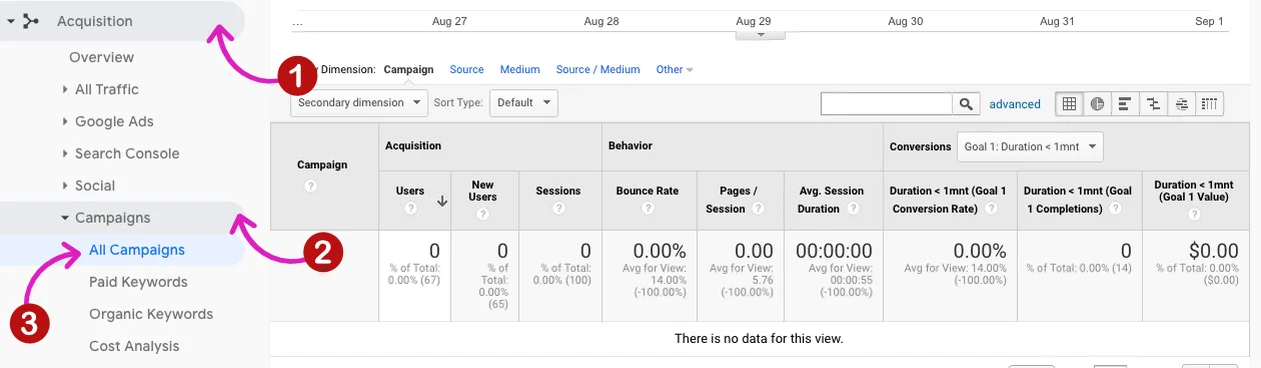 Acquisition
Overview
All Traffic
Google Ads
Search Console
Social
Campaigns
All Campaigns
Paid Keywords
Organic Keywords
Cost Analysis
1
2
3
... Aug 27 Aug 28 Aug 29 Aug 30 Aug 31 Sep 1
Dimension: Campaign Source Medium Source / Medium Other
Secondary dimension Sort Type: Default advanced
Campaign
?
Acquisition
Behavior
Conversions Goal 1: Duration < 1mnt
Users
?
New
Users
?
Sessions
?
Bounce Rate
?
Pages /
Session ?
Avg. Session
Duration ?
Duration < 1mnt (Goal 1
Conversion Rate) ?
Duration < 1mnt (Goal
1 Completions) ?
Duration < 1mnt
(Goal 1 Value)
?
0
% of Total:
0.00% (67)
0
% of
Total:
0.00%
(65)
0
% of Total:
0.00% (100)
0.00%
Avg for View:
14.00%
(-100.00%)
0.00
Avg for View:
5.76
(-100.00%)
00:00:00
Avg for View:
00:00:55
(-100.00%)
0.00%
Avg for View: 14.00%
(-100.00%)
0
% of Total: 0.00% (14)
$0.00
% of Total: 0.00%
($0.00)
There is no data for this view.